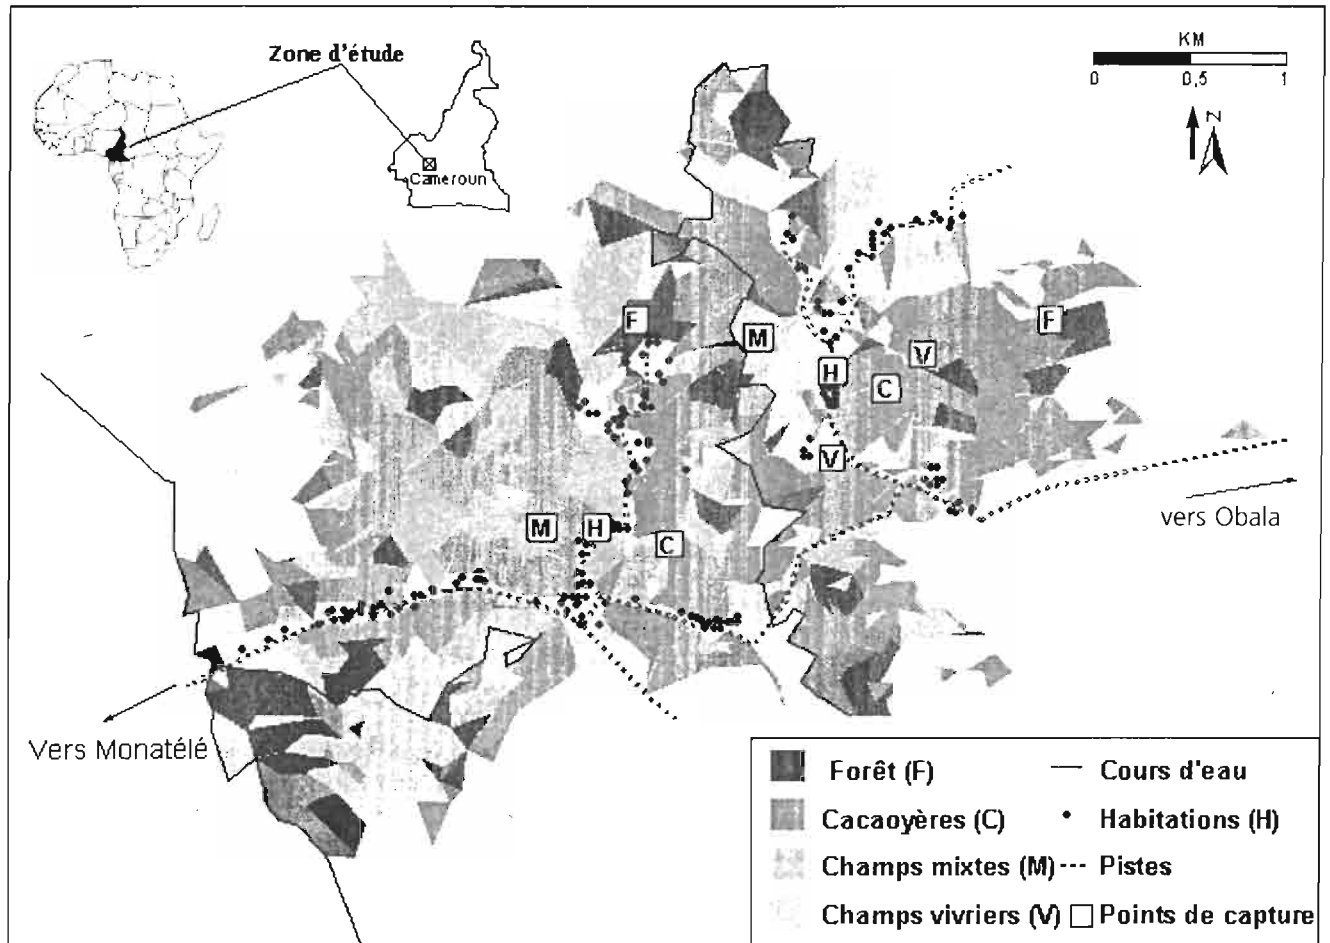 Zone d'étude
KM
0 0,5 1
N
Cameroun
F
F
M
V
H
C
V
M
H
C
vers Obala
Vers Monatélé
Forêt (F)
Cours d'eau
Cacaoyères (C)
Habitations (H)
Champs mixtes (M)
Pistes
Champs vivriers (V)
Points de capture